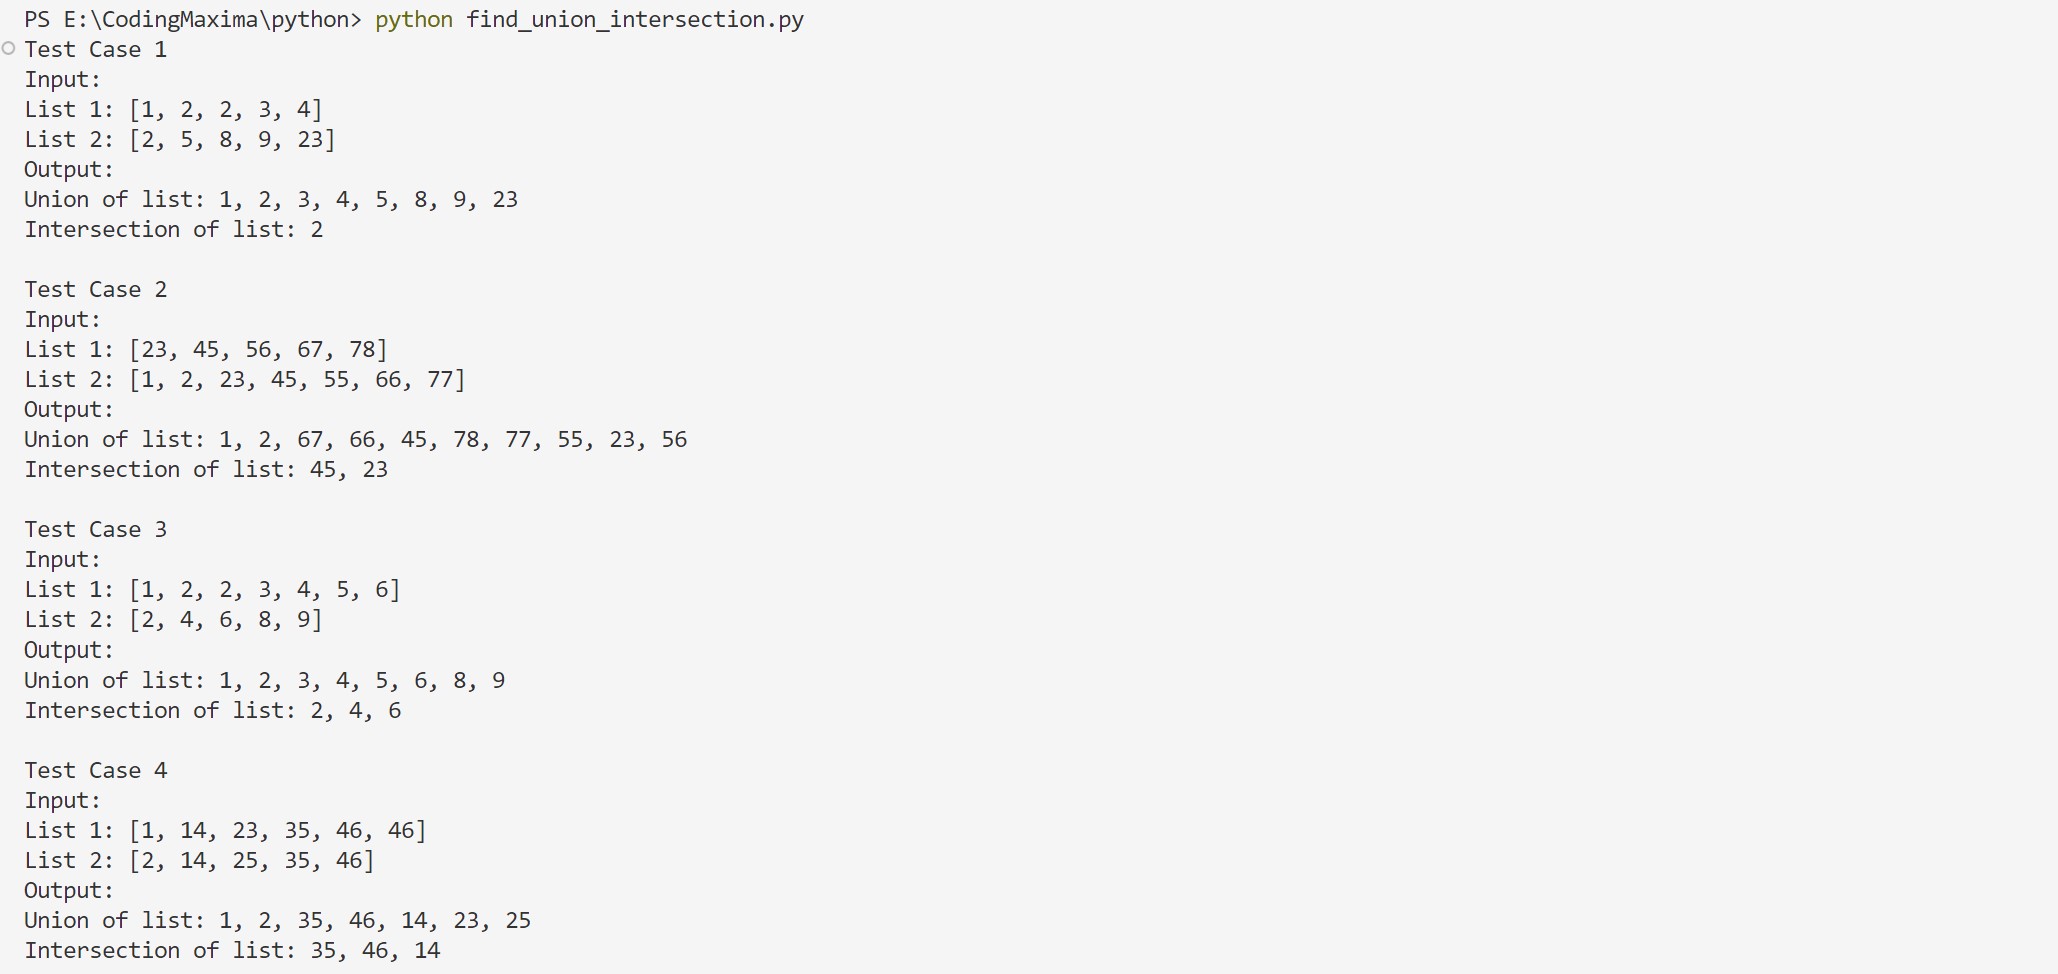 PS E:\CodingMaxima\python> python find_union_intersection.py
Test Case 1
Input:
List 1: [1, 2, 2, 3, 4]
List 2: [2, 5, 8, 9, 23]
Output:
Union of list: 1, 2, 3, 4, 5, 8, 9, 23
Intersection of list: 2

Test Case 2
Input:
List 1: [23, 45, 56, 67, 78]
List 2: [1, 2, 23, 45, 55, 66, 77]
Output:
Union of list: 1, 2, 67, 66, 45, 78, 77, 55, 23, 56
Intersection of list: 45, 23

Test Case 3
Input:
List 1: [1, 2, 2, 3, 4, 5, 6]
List 2: [2, 4, 6, 8, 9]
Output:
Union of list: 1, 2, 3, 4, 5, 6, 8, 9
Intersection of list: 2, 4, 6

Test Case 4
Input:
List 1: [1, 14, 23, 35, 46, 46]
List 2: [2, 14, 25, 35, 46]
Output:
Union of list: 1, 2, 35, 46, 14, 23, 25
Intersection of list: 35, 46, 14